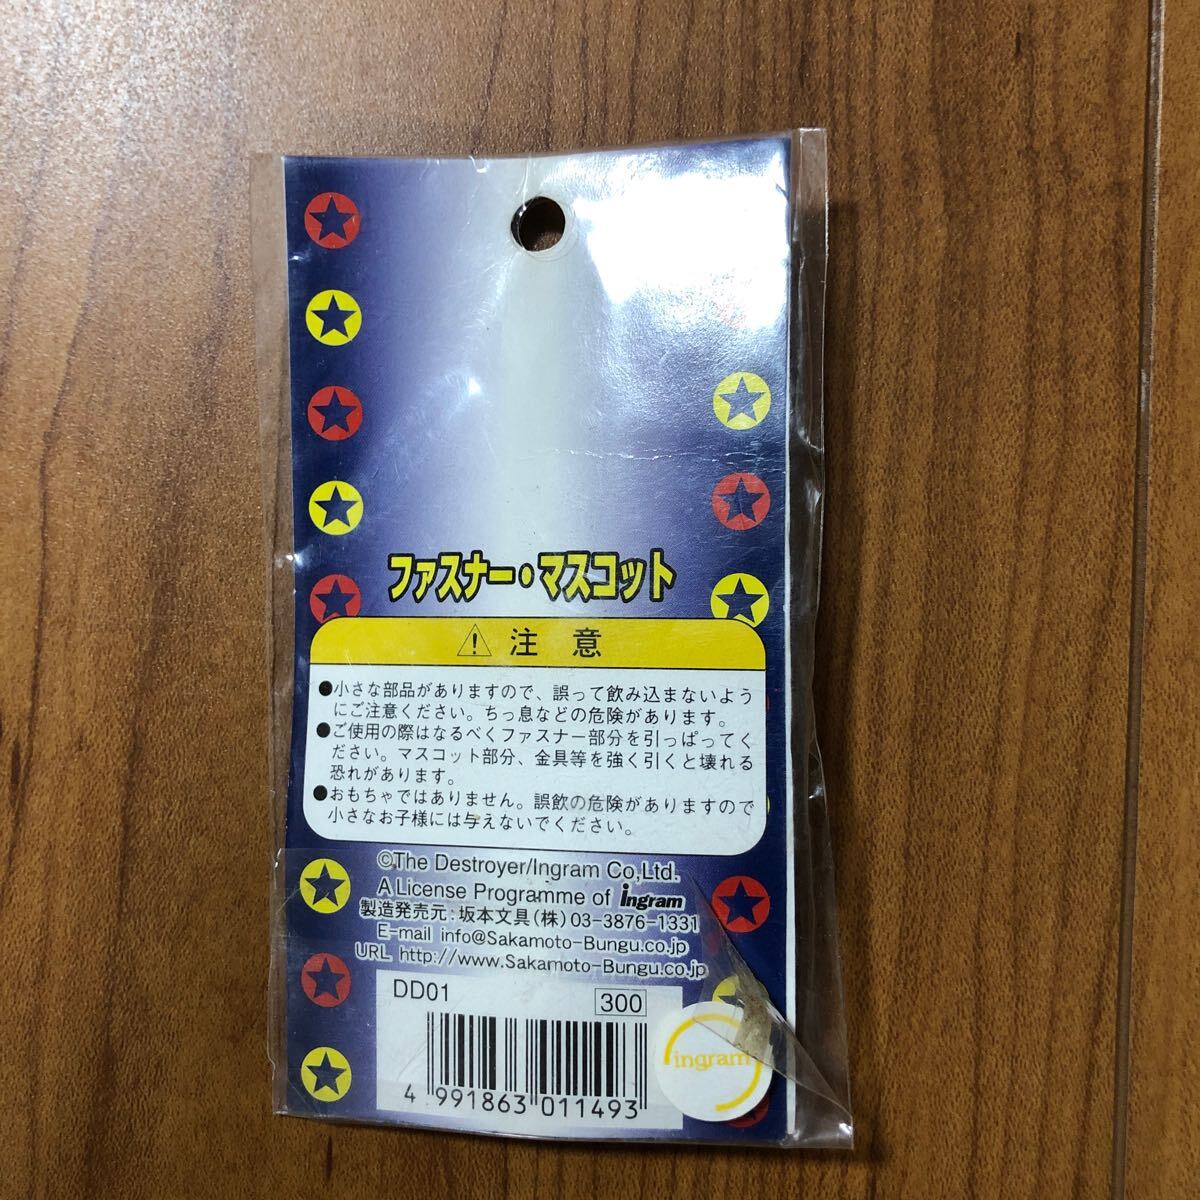 ファスナー・マスコット
注意
●小さな部品がありますので、誤って飲み込まないよう
にご注意ください。ちっ息などの危険があります。
●ご使用の際はなるべくファスナー部分を引っぱってく
ださい。マスコット部分、金具等を強く引くと壊れる
恐れがあります。
●おもちゃではありません。誤飲の危険がありますので
小さなお子様には与えないでください。
©The Destroyer/Ingram Co,Ltd.
A License Programme of ingram
製造発売元:坂本文具(株)03-3876-1331
E-mail info@Sakamoto-Bungu.co.jp
URL http://www.Sakamoto-Bungu.co.jp
DD01 300
ingram
4 991863 011493